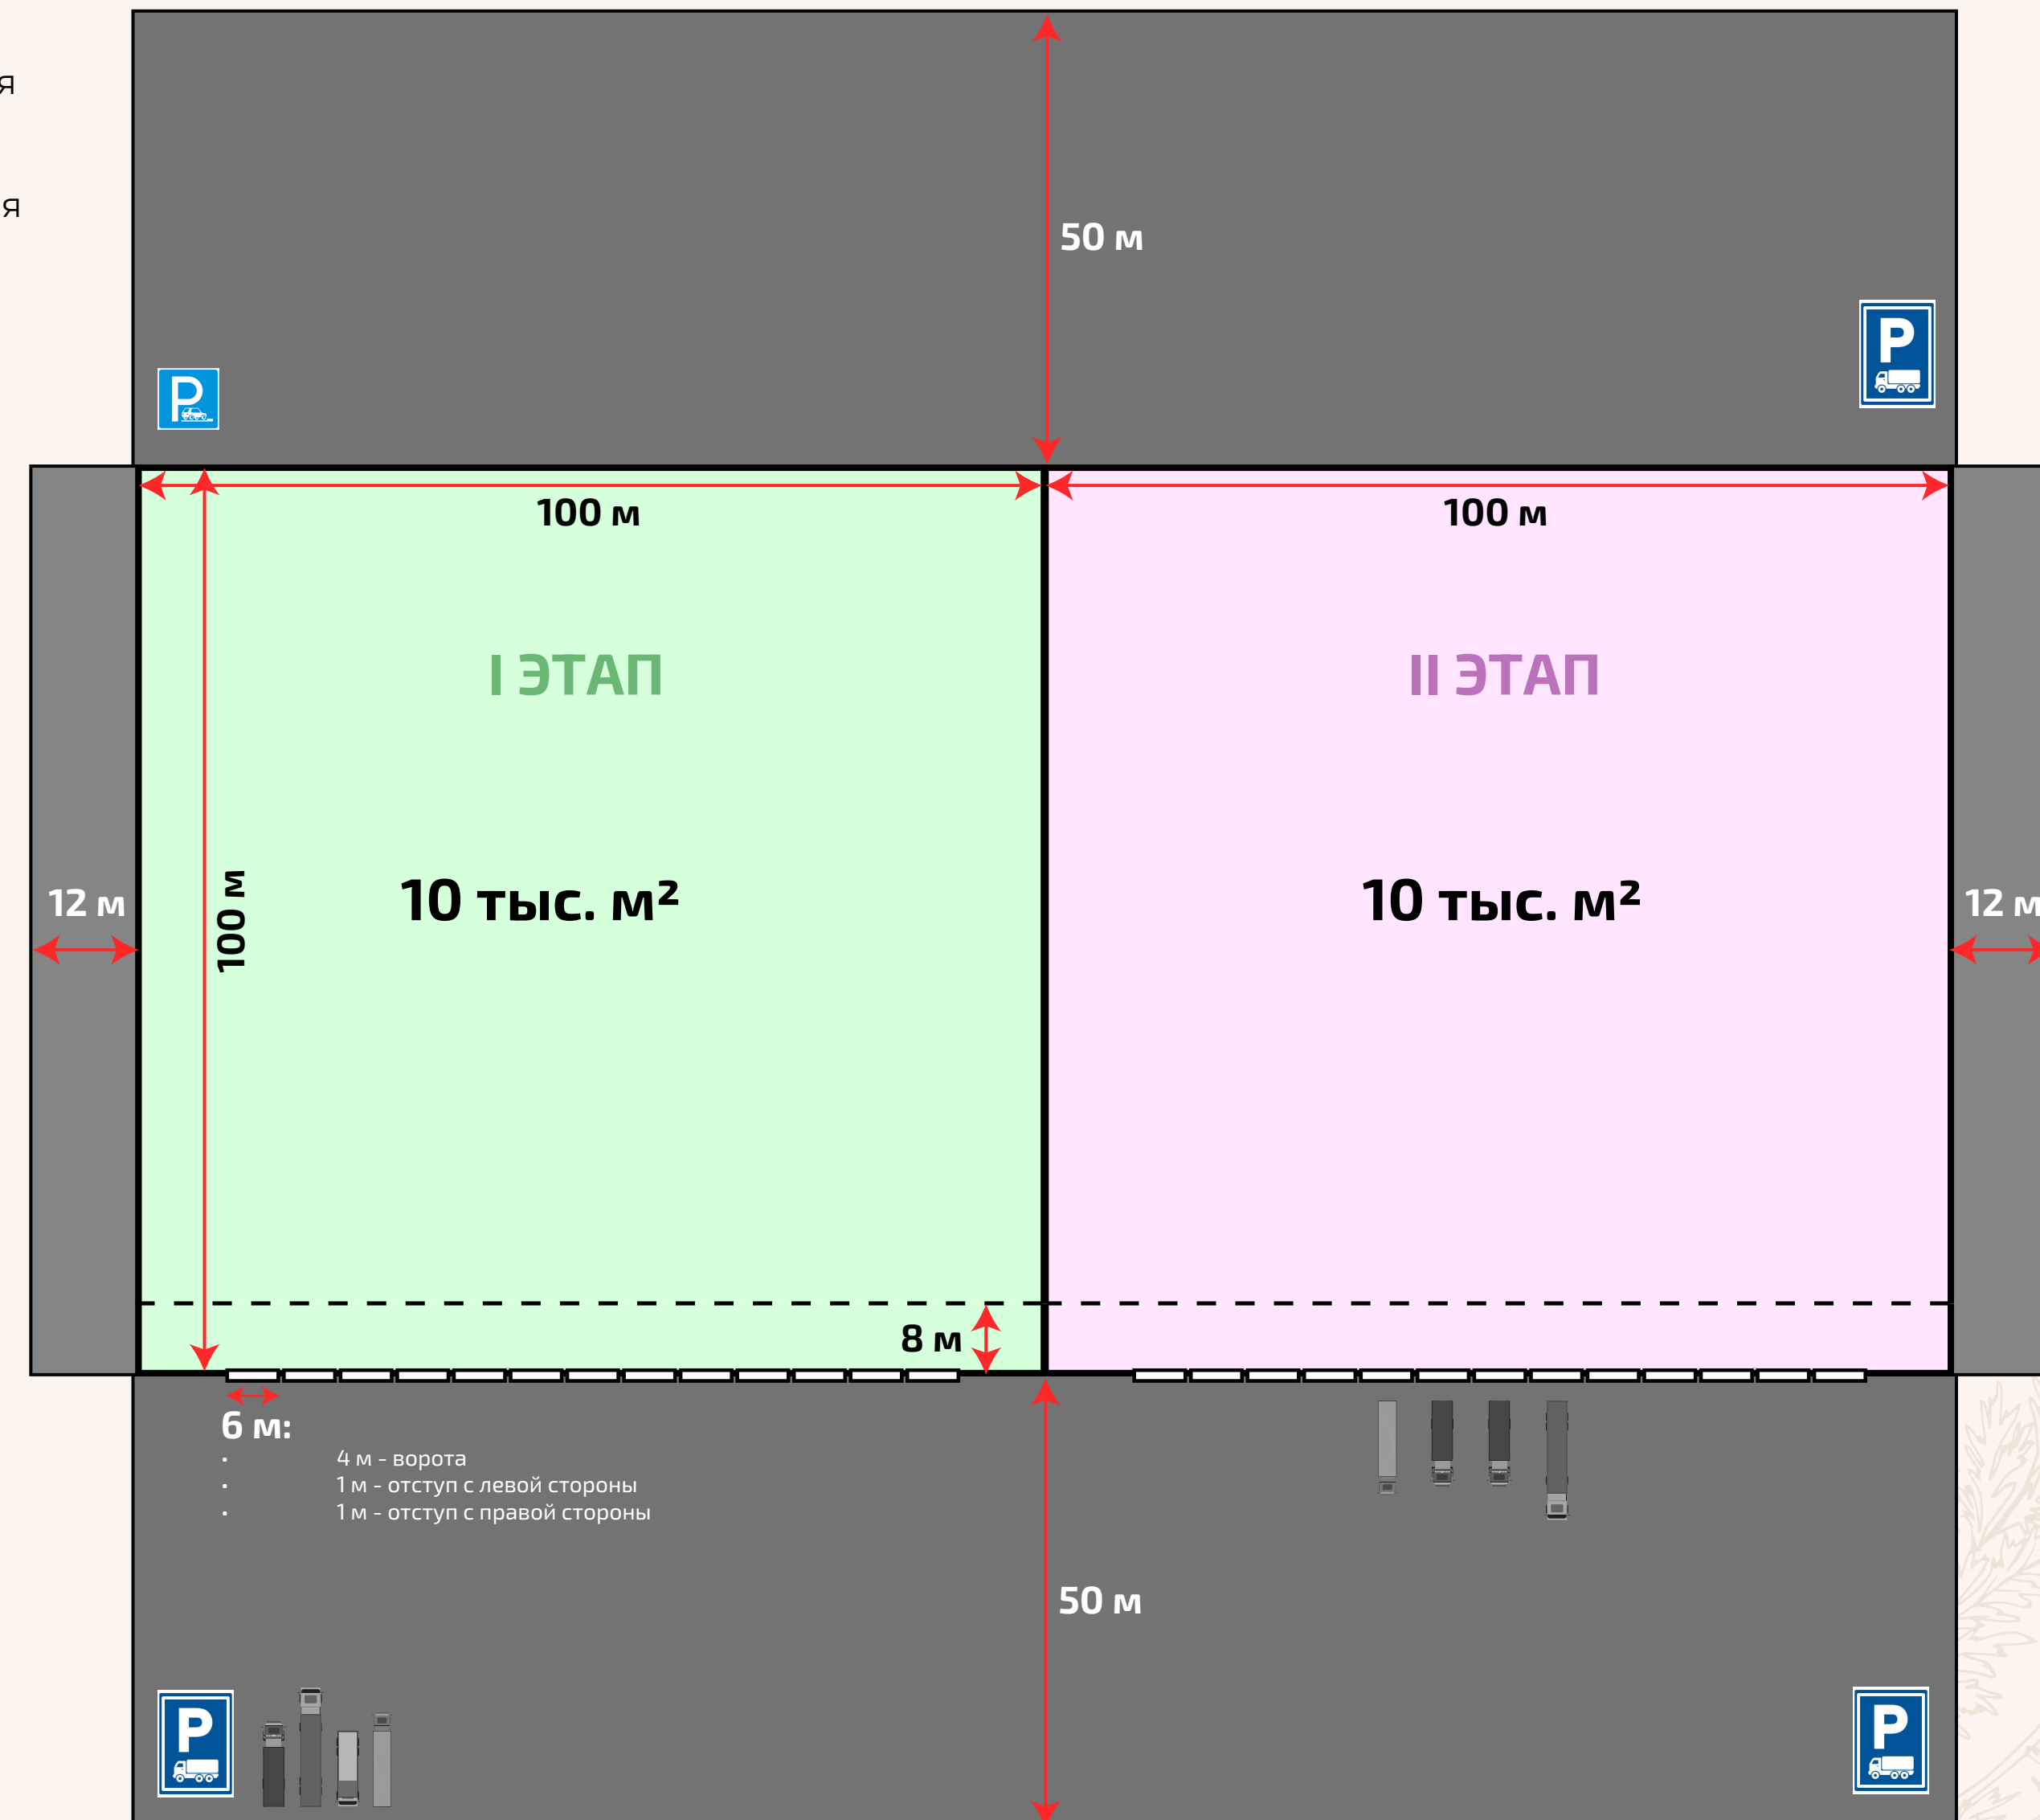 я
я
50 м
P
P
100 м
100 м
I ЭТАП
II ЭТАП
12 м
100 м
10 тыс. м²
10 тыс. м²
12 м
8 м
6 м:
• 4 м - ворота
• 1 м - отступ с левой стороны
• 1 м - отступ с правой стороны
50 м
P
P